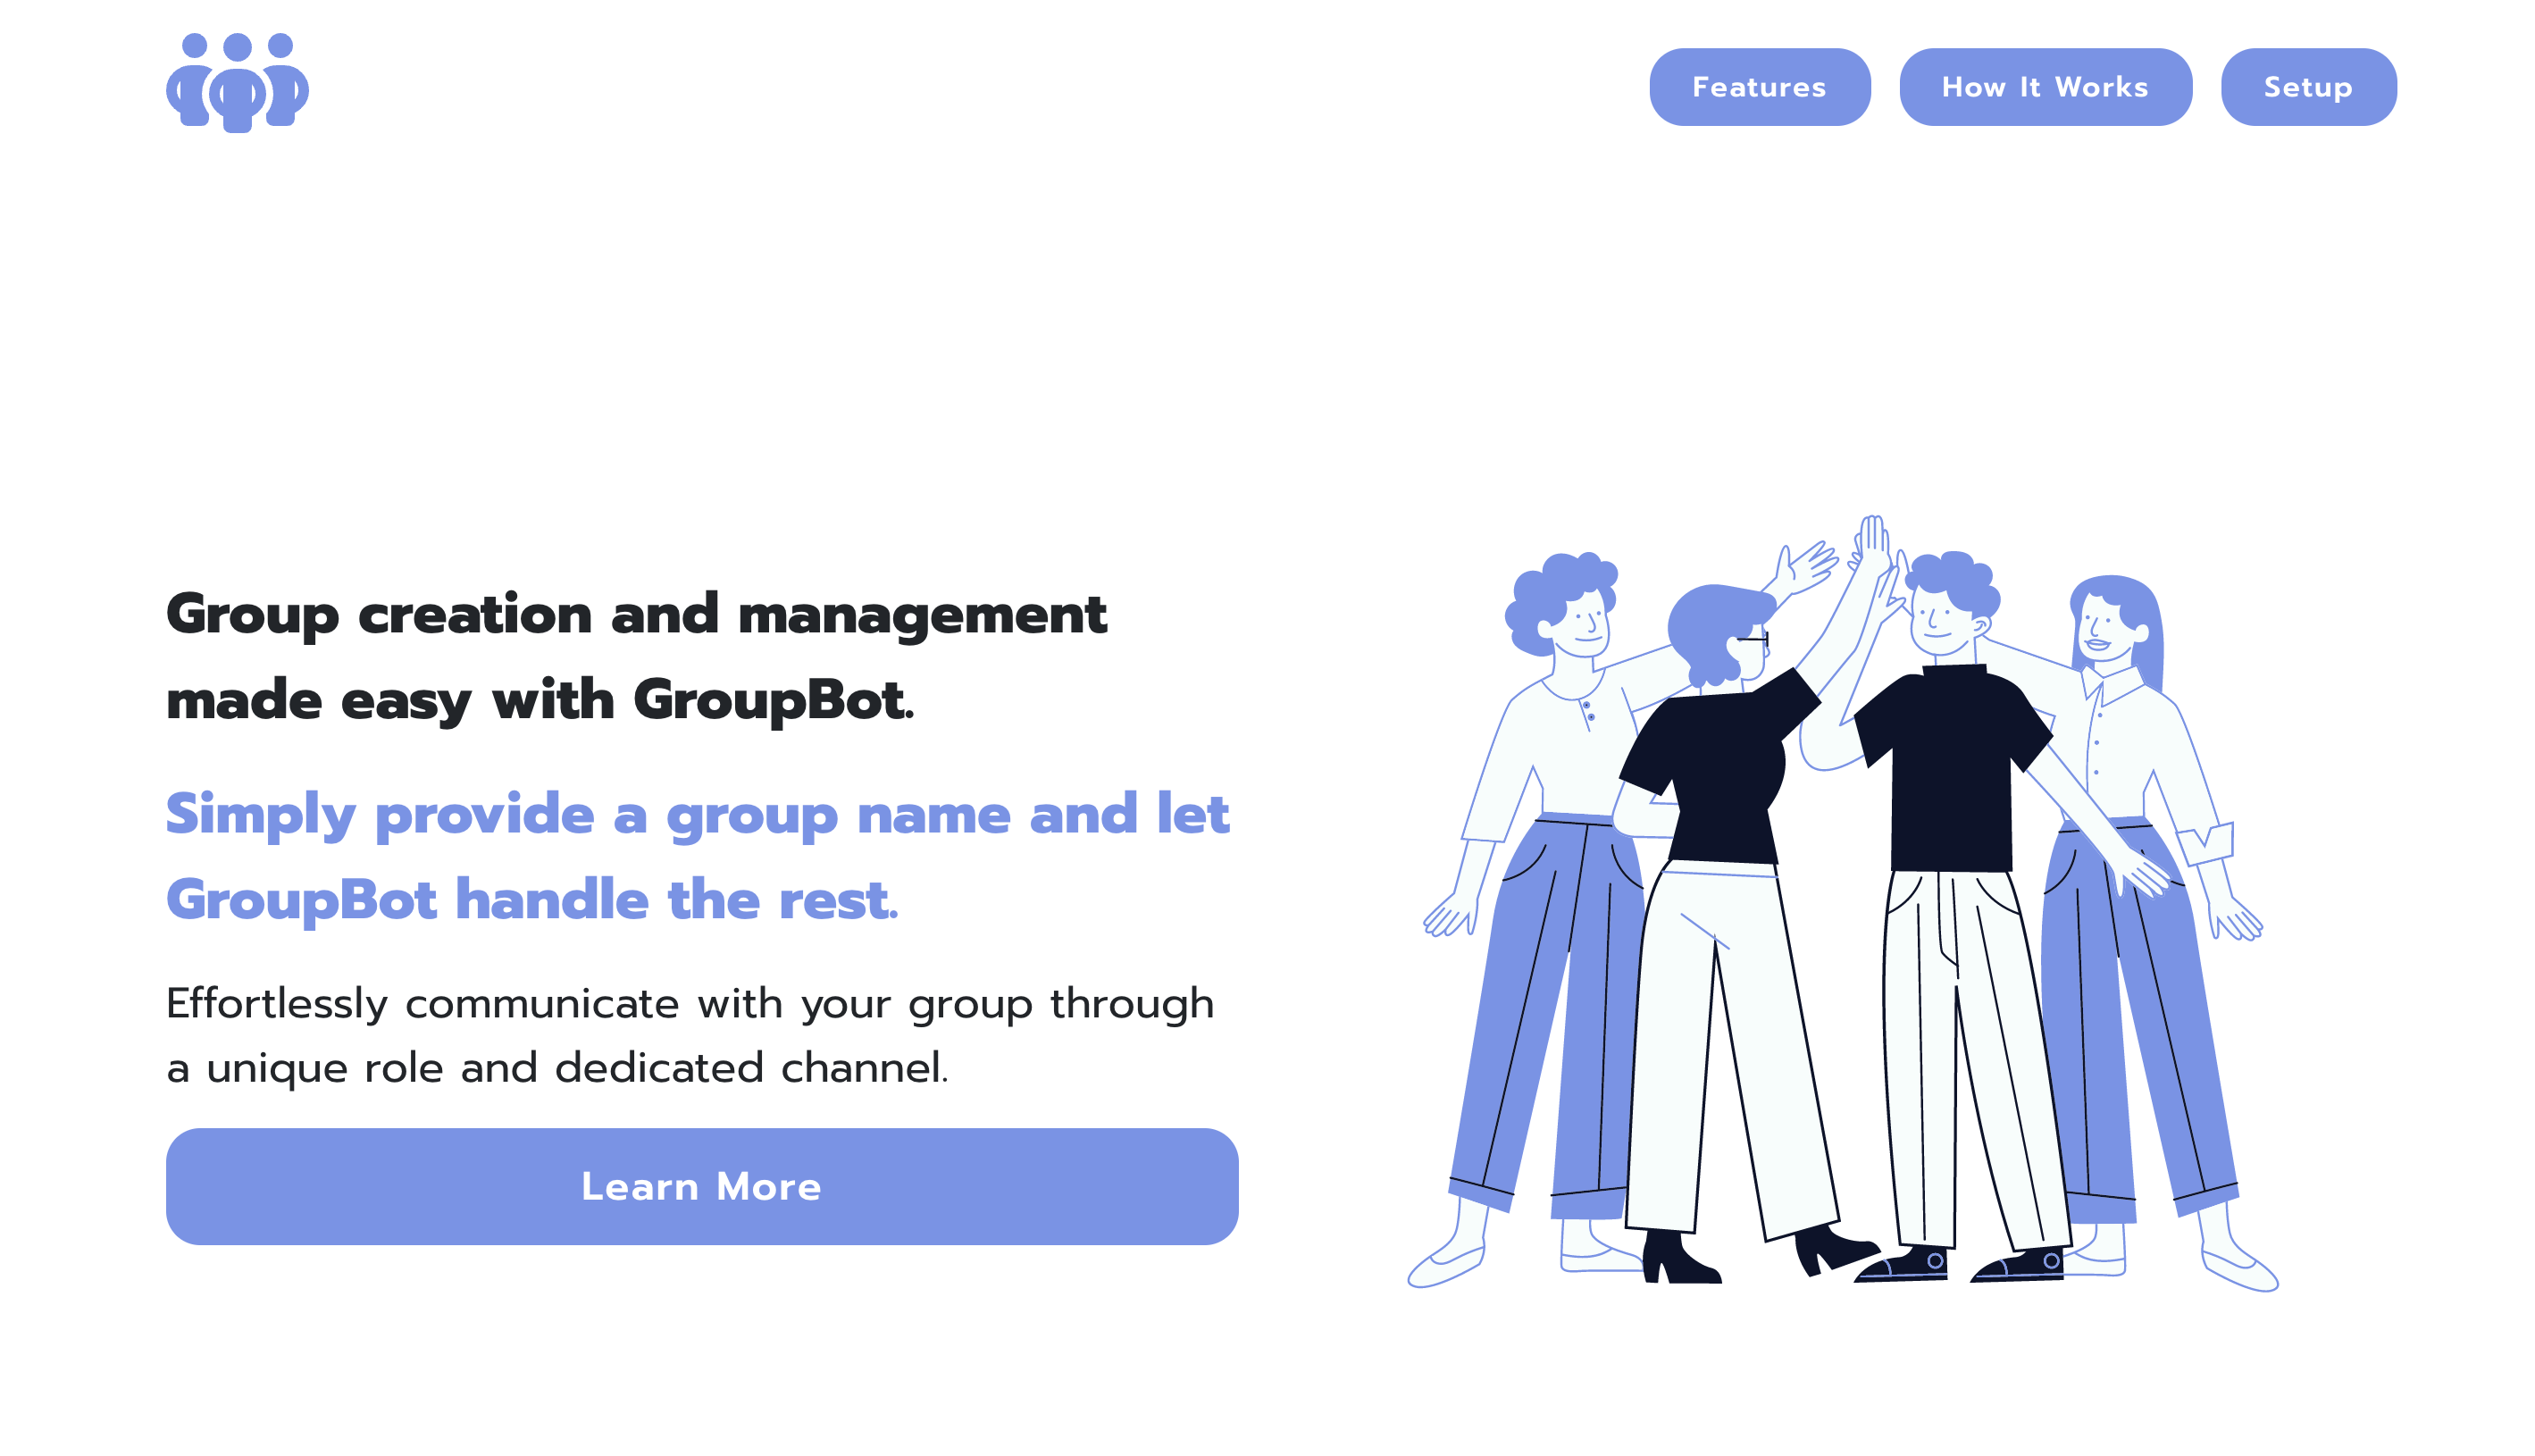 Features
How It Works
Setup
Group creation and management
made easy with GroupBot.
Simply provide a group name and let
GroupBot handle the rest.
Effortlessly communicate with your group through
a unique role and dedicated channel.
Learn More